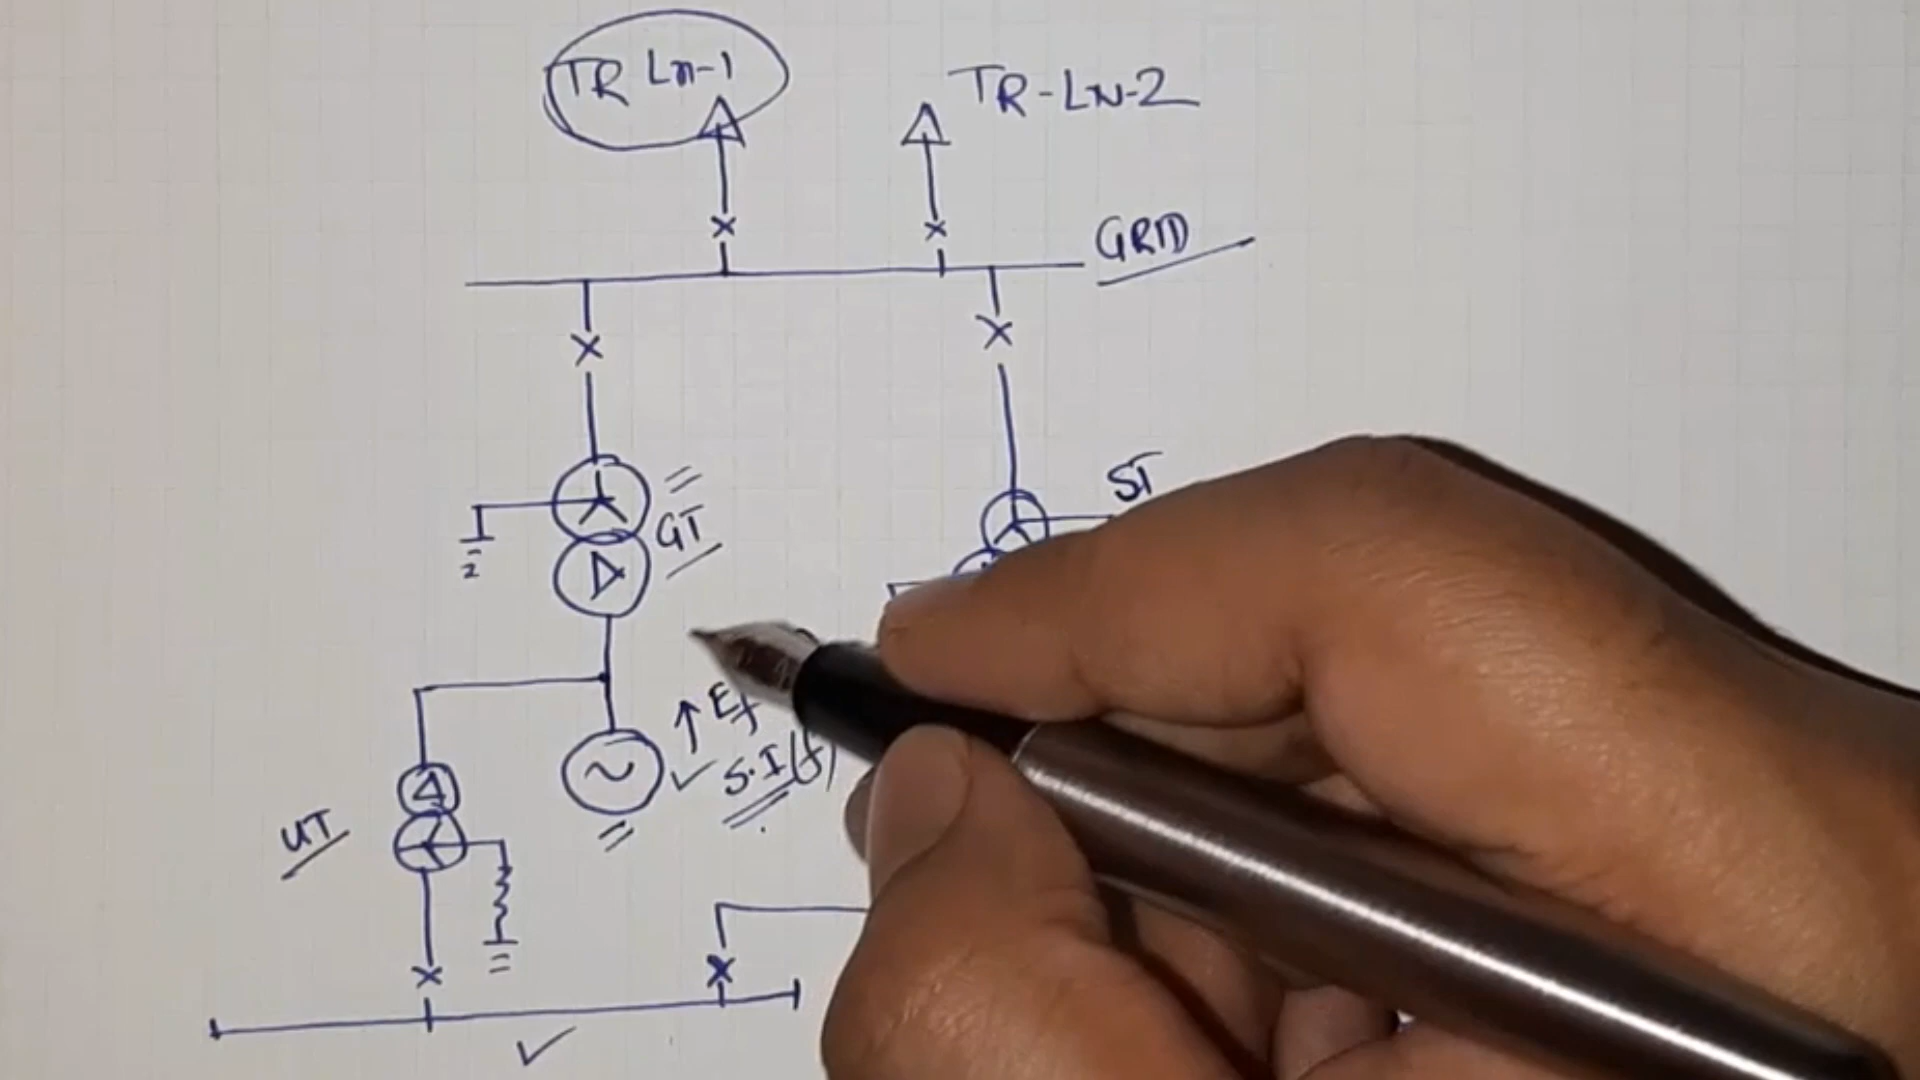 TR Ln-1
TR-LN-2
GRID
ST
GT
↑ Ef
✓ S.I(f)
UT